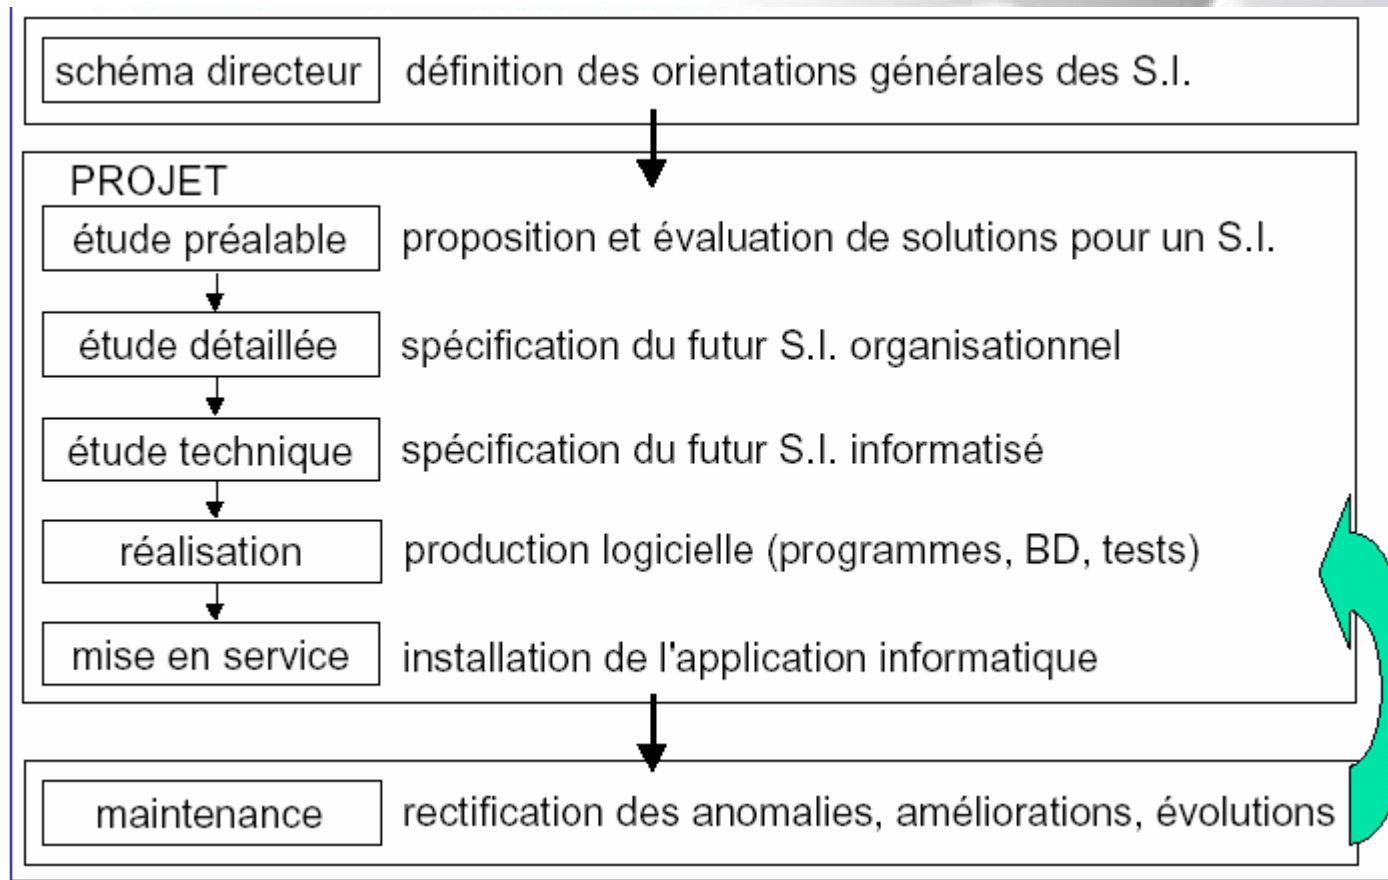 schéma directeur définition des orientations générales des S.I.
PROJET
étude préalable proposition et évaluation de solutions pour un S.I.
étude détaillée spécification du futur S.I. organisationnel
étude technique spécification du futur S.I. informatisé
réalisation production logicielle (programmes, BD, tests)
mise en service installation de l'application informatique
maintenance rectification des anomalies, améliorations, évolutions